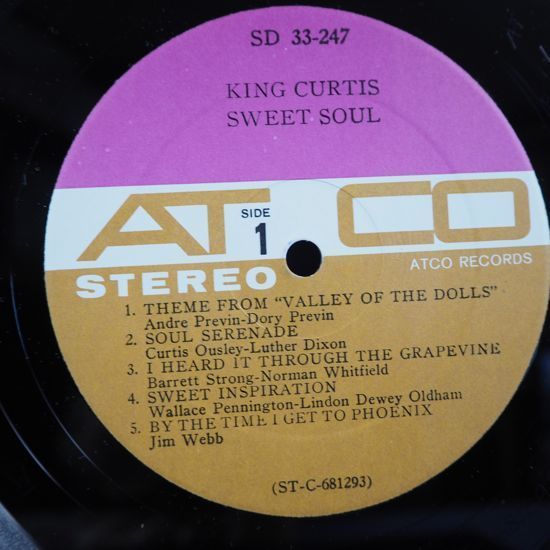 SD 33-247
KING CURTIS
SWEET SOUL
ATCO
SIDE
1
STEREO
ATCO RECORDS
1. THEME FROM "VALLEY OF THE DOLLS"
Andre Previn-Dory Previn
2. SOUL SERENADE
Curtis Ousley-Luther Dixon
3. I HEARD IT THROUGH THE GRAPEVINE
Barrett Strong-Norman Whitfield
4. SWEET INSPIRATION
Wallace Pennington-Lindon Dewey Oldham
5. BY THE TIME I GET TO PHOENIX
Jim Webb
(ST-C-681293)